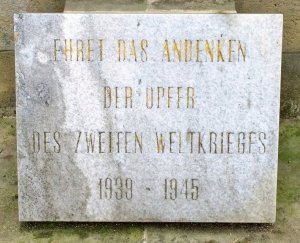 EHRET DAS ANDENKEN
DER OPFER
DES ZWEITEN WELTKRIEGES
1939 - 1945